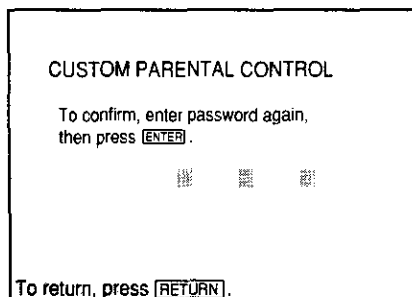 CUSTOM PARENTAL CONTROL
To confirm, enter password again,
then press ENTER.
To return, press RETURN.